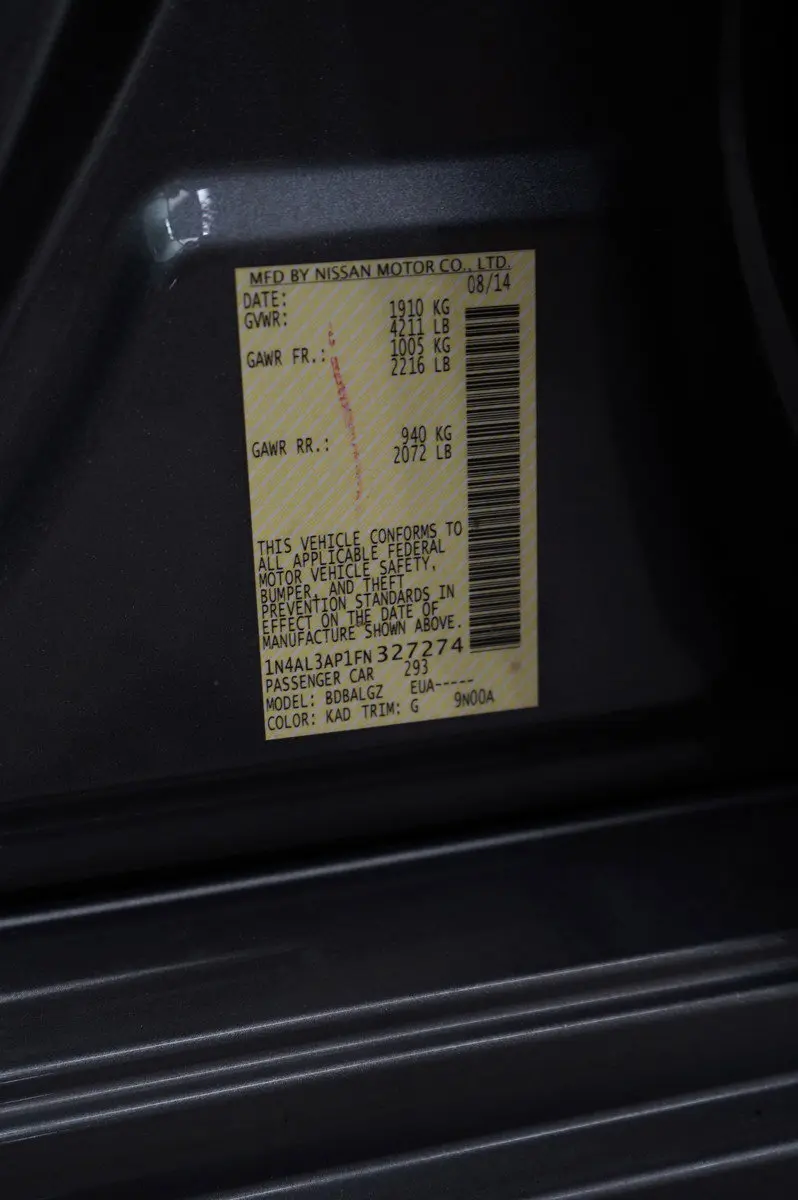 MFD BY NISSAN MOTOR CO., LTD.
DATE: 08/14
GVWR: 1910 KG
4211 LB
GAWR FR.: 1005 KG
2216 LB
GAWR RR.: 940 KG
2072 LB
THIS VEHICLE CONFORMS TO
ALL APPLICABLE FEDERAL
MOTOR VEHICLE SAFETY,
BUMPER, AND THEFT
PREVENTION STANDARDS IN
EFFECT ON THE DATE OF
MANUFACTURE SHOWN ABOVE.
1N4AL3AP1FN 327274
PASSENGER CAR 293
MODEL: BDBALGZ EUA-----
COLOR: KAD TRIM: G 9N00A